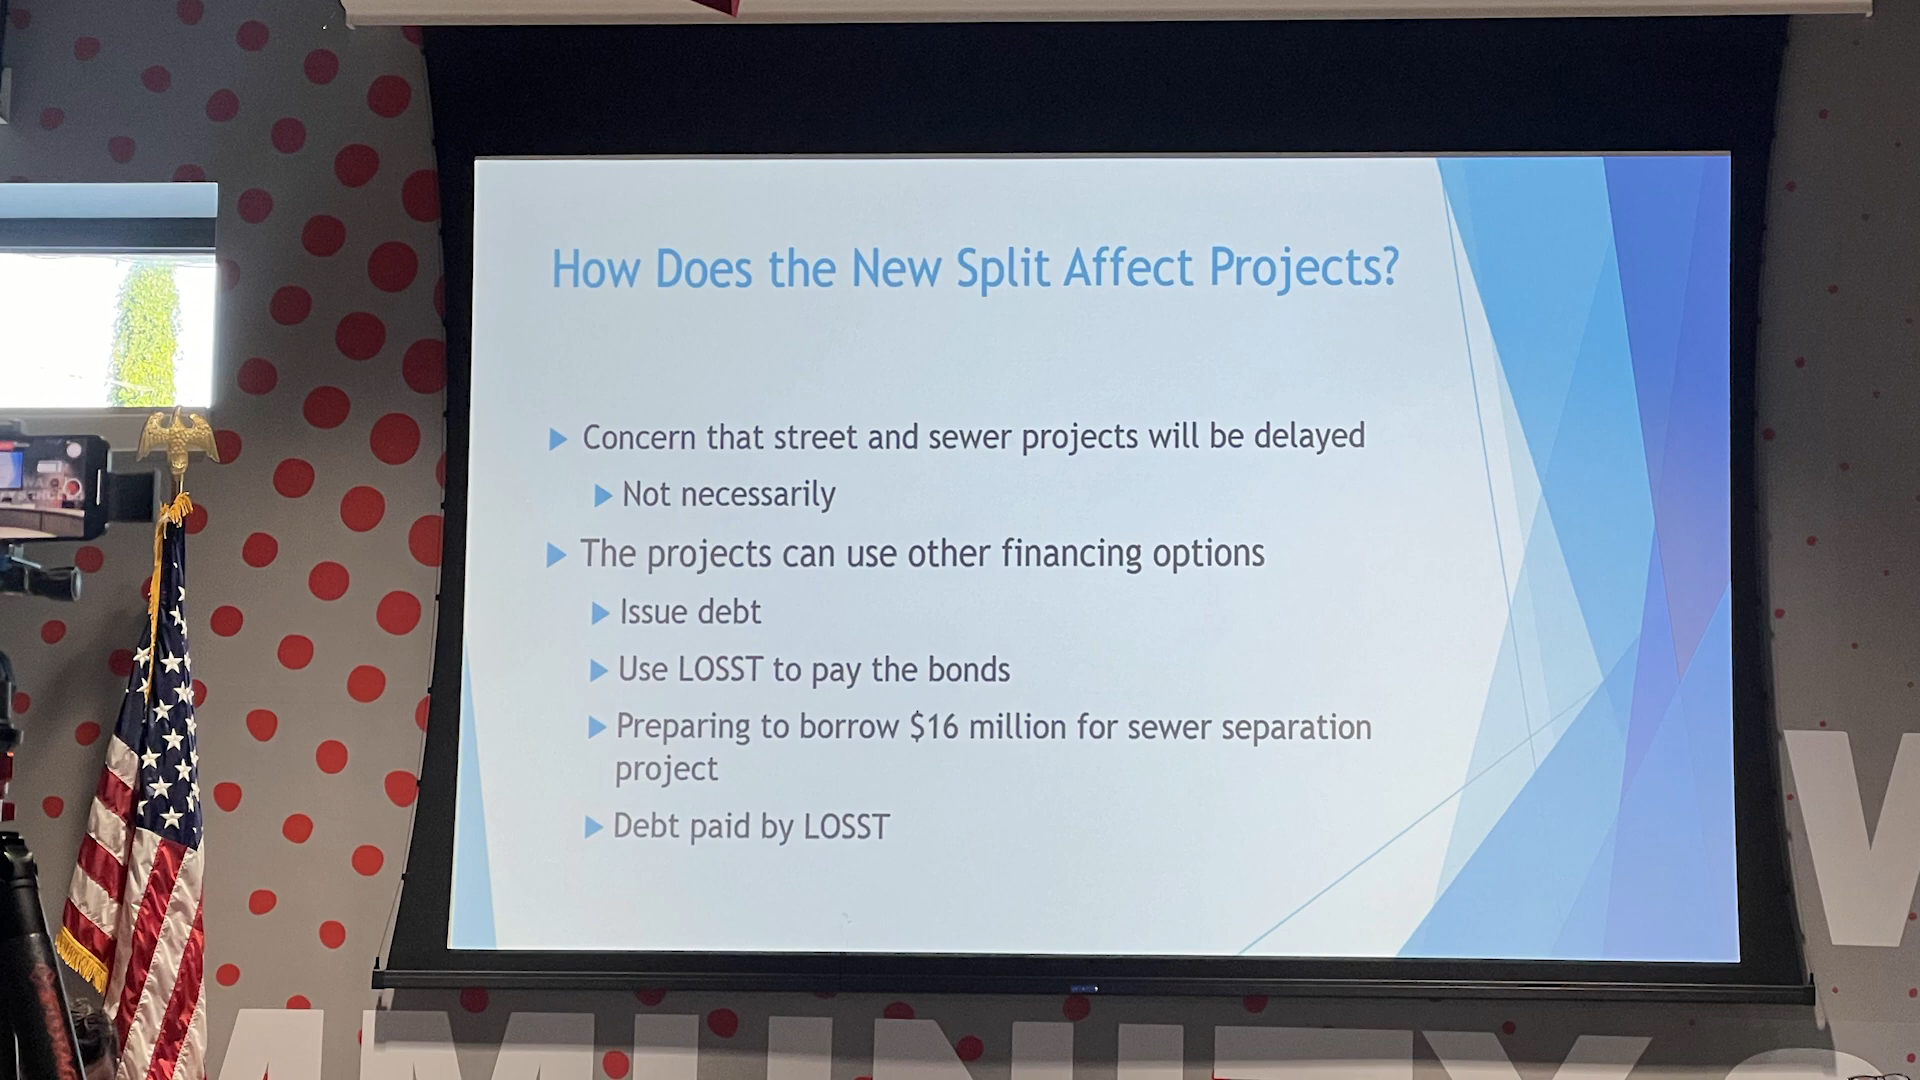 How Does the New Split Affect Projects?
Concern that street and sewer projects will be delayed
Not necessarily
The projects can use other financing options
Issue debt
Use LOSST to pay the bonds
Preparing to borrow $16 million for sewer separation
project
Debt paid by LOSST